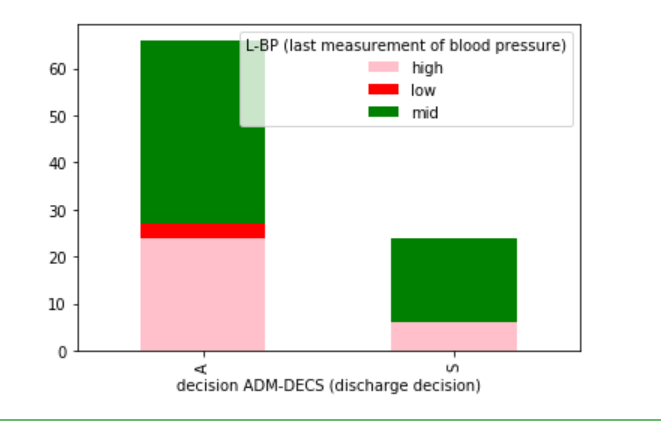 L-BP (last measurement of blood pressure)
high
low
mid
60
50
40
30
20
10
0
A
S
decision ADM-DECS (discharge decision)